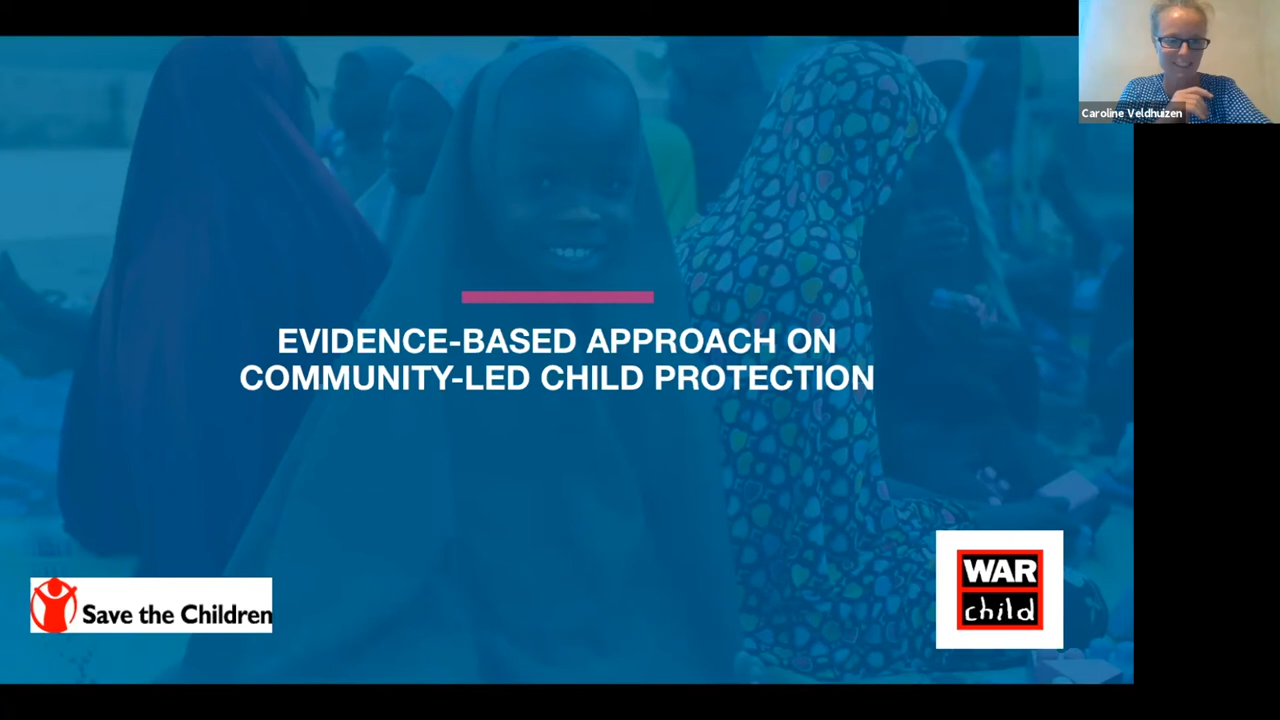 Caroline Veldhuizen
EVIDENCE-BASED APPROACH ON
COMMUNITY-LED CHILD PROTECTION
Save the Children
WAR
child